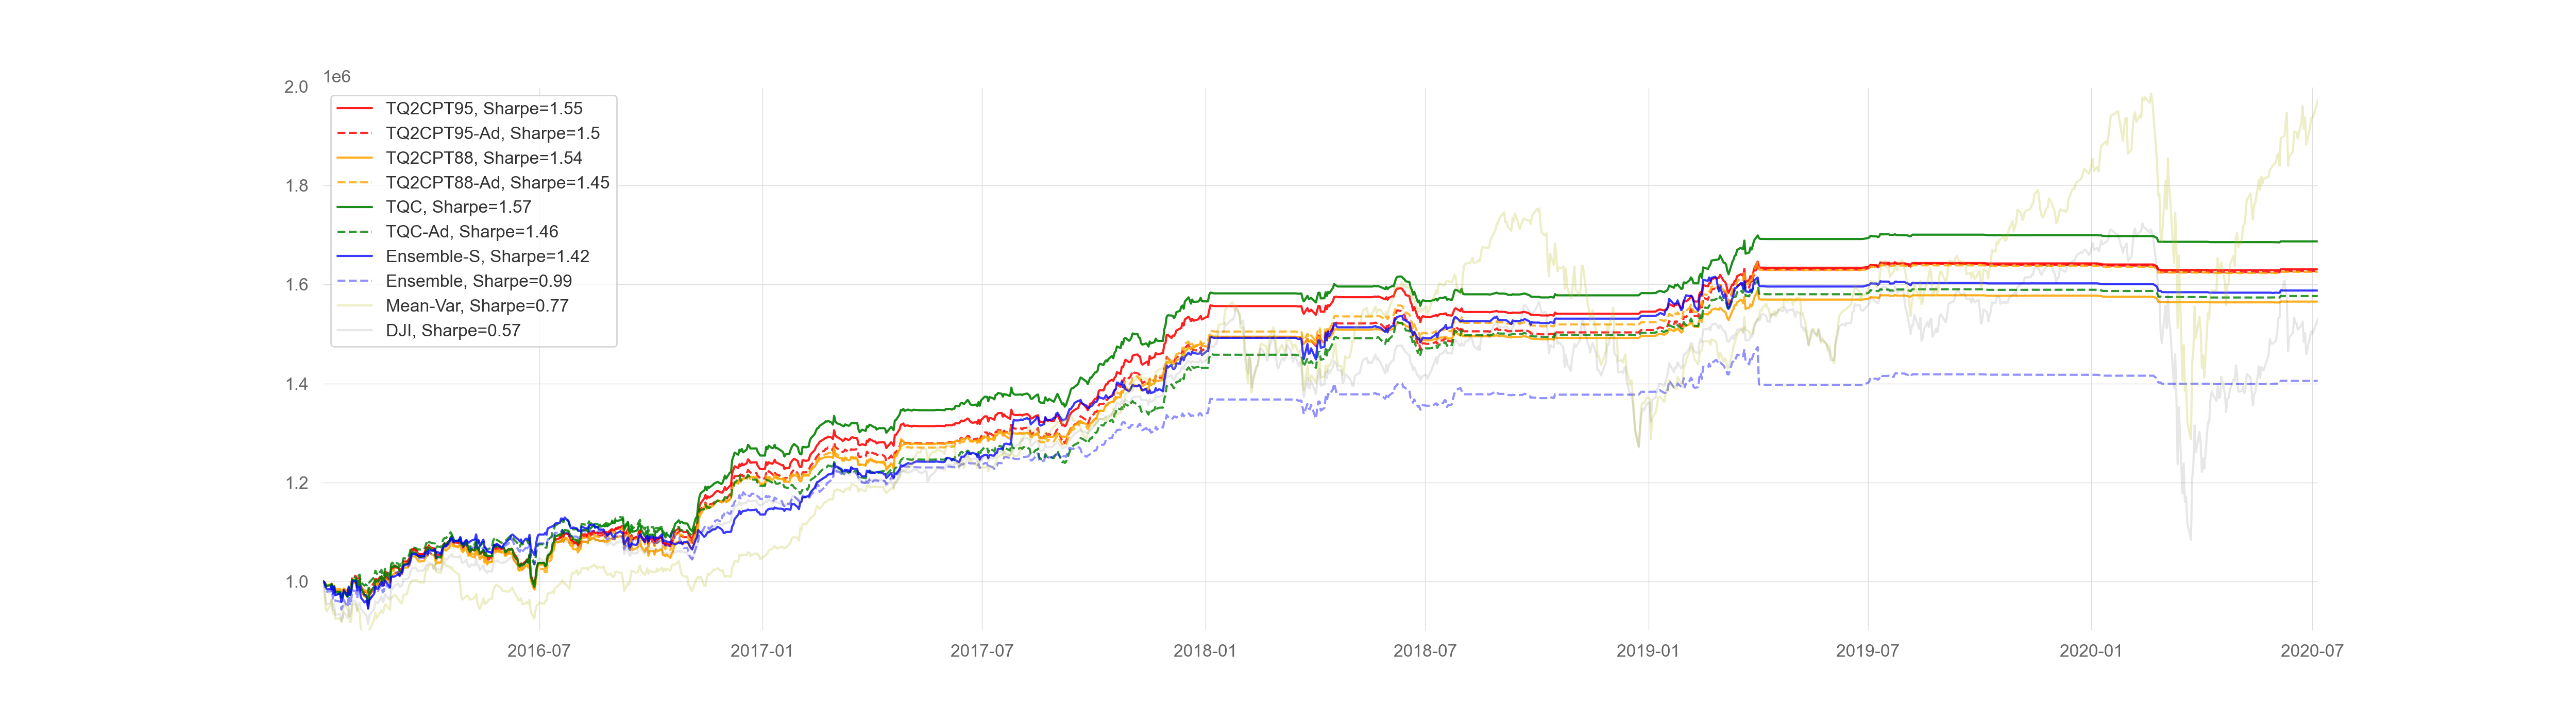 1e6
2.0
1.8
1.6
1.4
1.2
1.0
TQ2CPT95, Sharpe=1.55
TQ2CPT95-Ad, Sharpe=1.5
TQ2CPT88, Sharpe=1.54
TQ2CPT88-Ad, Sharpe=1.45
TQC, Sharpe=1.57
TQC-Ad, Sharpe=1.46
Ensemble-S, Sharpe=1.42
Ensemble, Sharpe=0.99
Mean-Var, Sharpe=0.77
DJI, Sharpe=0.57
2016-07 2017-01 2017-07 2018-01 2018-07 2019-01 2019-07 2020-01 2020-07